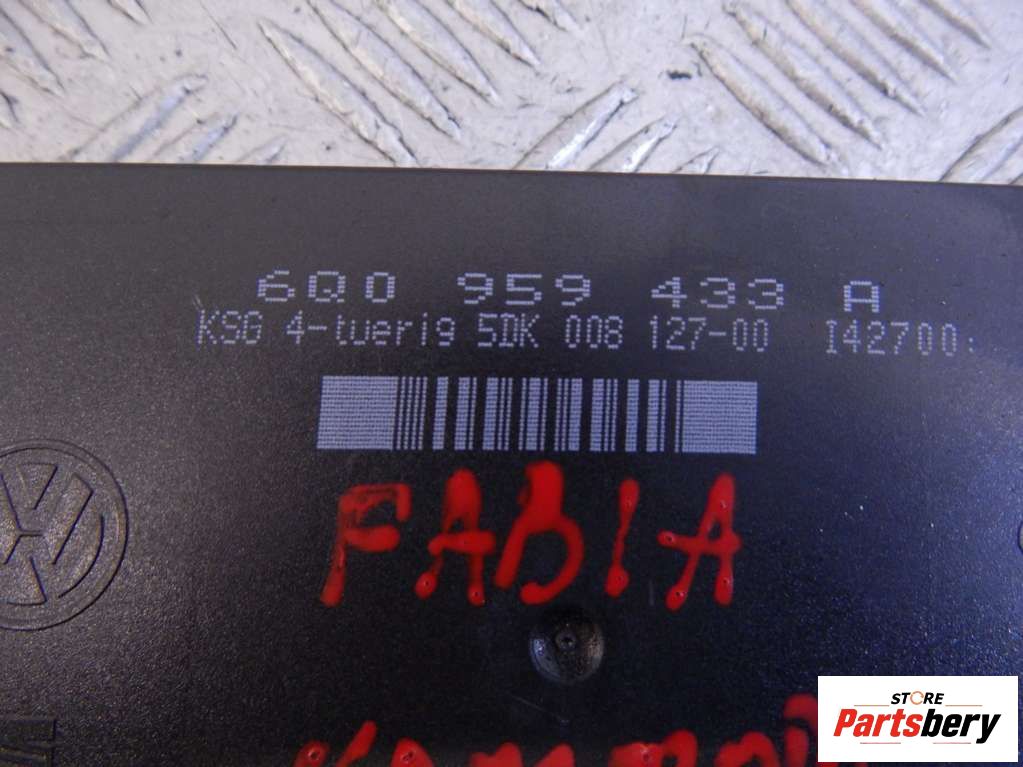 6Q0 959 433 A
KSG 4-tuerig 5DK 008 127-00 I42700:
FABIA
STORE
Partsbery